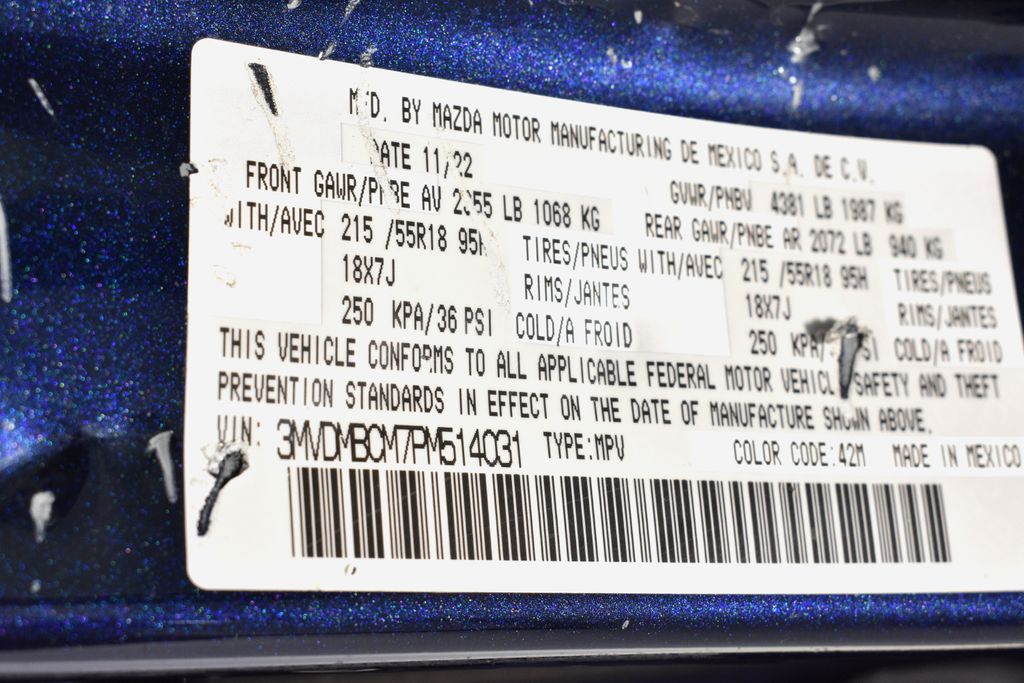 MFD. BY MAZDA MOTOR MANUFACTURING DE MEXICO S.A. DE C.V.
DATE 11/22 GVWR/PNBV 4381 LB 1987 KG
FRONT GAWR/PNBE AV 2355 LB 1068 KG REAR GAWR/PNBE AR 2072 LB 940 KG
WITH/AVEC 215 /55R18 95H TIRES/PNEUS WITH/AVEC 215 /55R18 95H TIRES/PNEUS
18X7J RIMS/JANTES 18X7J RIMS/JANTES
250 KPA/36 PSI COLD/A FROID 250 KPA/ PSI COLD/A FROID
THIS VEHICLE CONFORMS TO ALL APPLICABLE FEDERAL MOTOR VEHICLE SAFETY AND THEFT
PREVENTION STANDARDS IN EFFECT ON THE DATE OF MANUFACTURE SHOWN ABOVE.
VIN: 3MVDMBCM7PM514031 TYPE:MPV COLOR CODE:42M MADE IN MEXICO